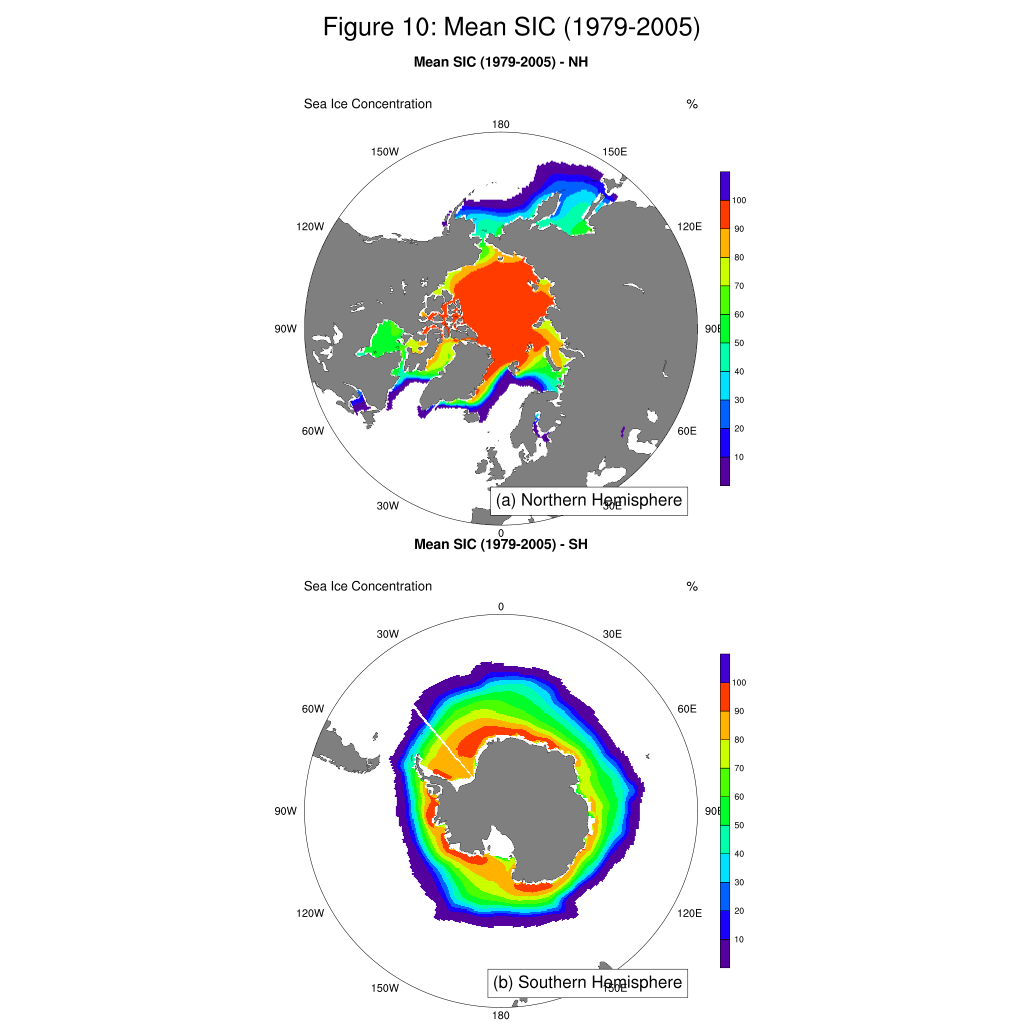 Figure 10: Mean SIC (1979-2005)
Mean SIC (1979-2005) - NH
Sea Ice Concentration %
180
150W 150E
120W 120E
90W 90E
60W 60E
30W 30E
0
100
90
80
70
60
50
40
30
20
10
(a) Northern Hemisphere
Mean SIC (1979-2005) - SH
Sea Ice Concentration %
0
30W 30E
60W 60E
90W 90E
120W 120E
150W 150E
180
100
90
80
70
60
50
40
30
20
10
(b) Southern Hemisphere